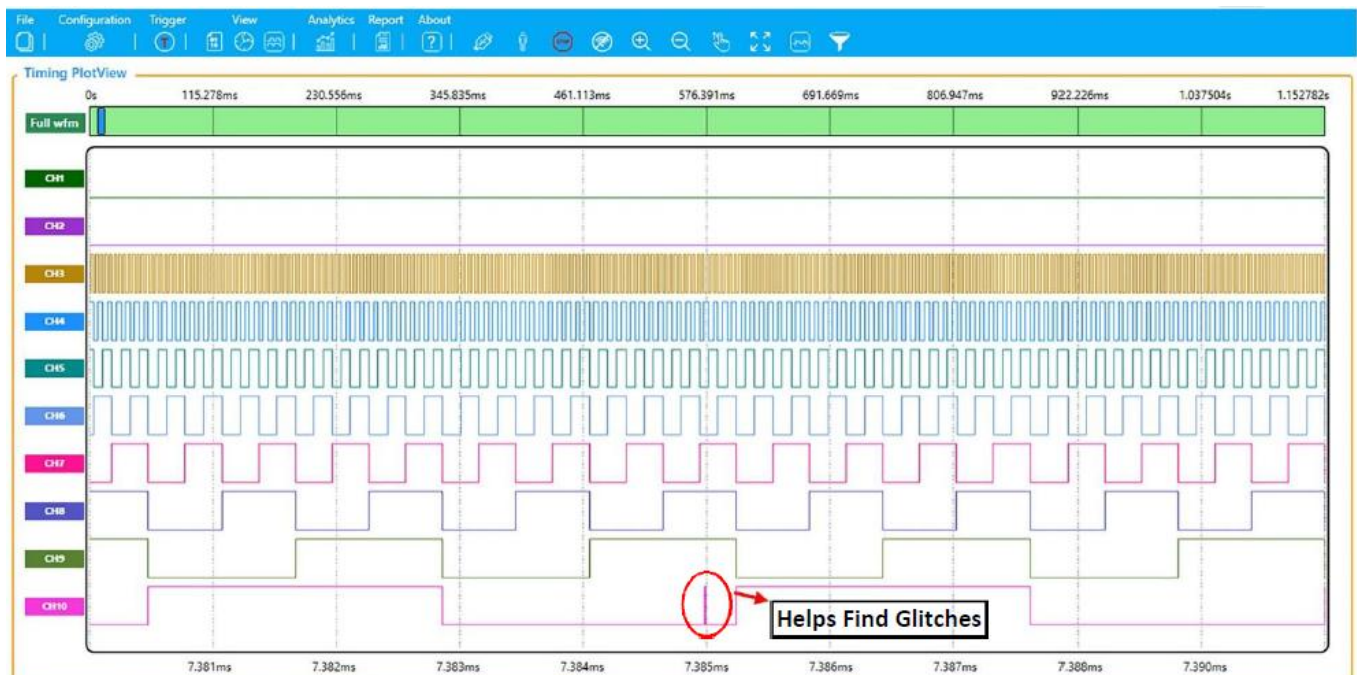 File Configuration Trigger View Analytics Report About
Timing PlotView
0s 115.278ms 230.556ms 345.835ms 461.113ms 576.391ms 691.669ms 806.947ms 922.226ms 1.037504s 1.152782s
Full wfm
CH1
CH2
CH3
CH4
CH5
CH6
CH7
CH8
CH9
CH10
Helps Find Glitches
7.381ms 7.382ms 7.383ms 7.384ms 7.385ms 7.386ms 7.387ms 7.388ms 7.390ms